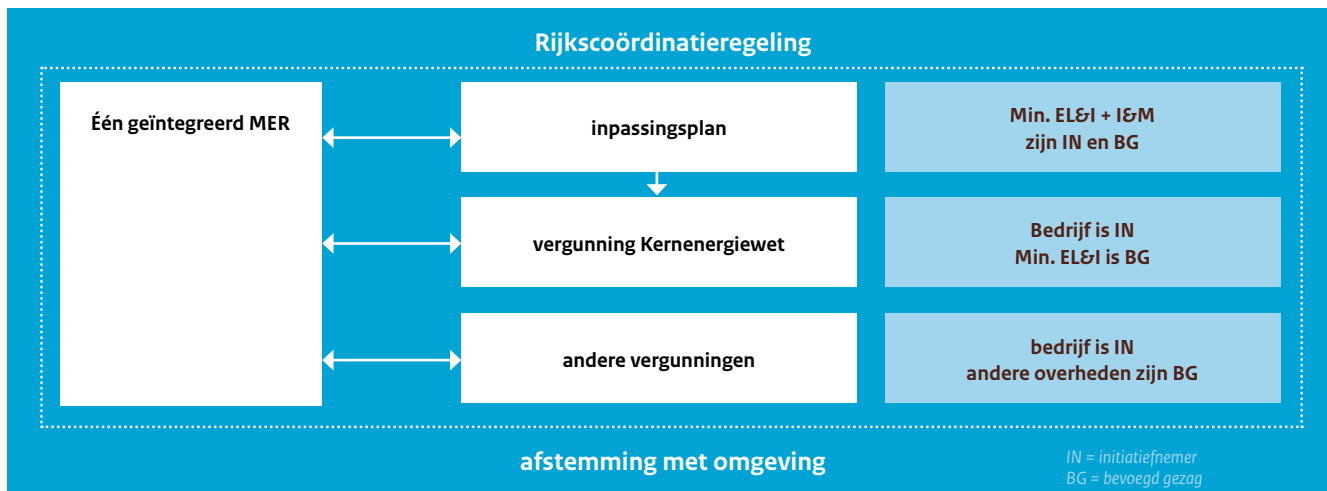 Rijkscoördinatieregeling
Één geïntegreerd MER
inpassingsplan
Min. EL&I + I&M
zijn IN en BG
vergunning Kernenergiewet
Bedrijf is IN
Min. EL&I is BG
andere vergunningen
bedrijf is IN
andere overheden zijn BG
afstemming met omgeving
IN = initiatiefnemer
BG = bevoegd gezag